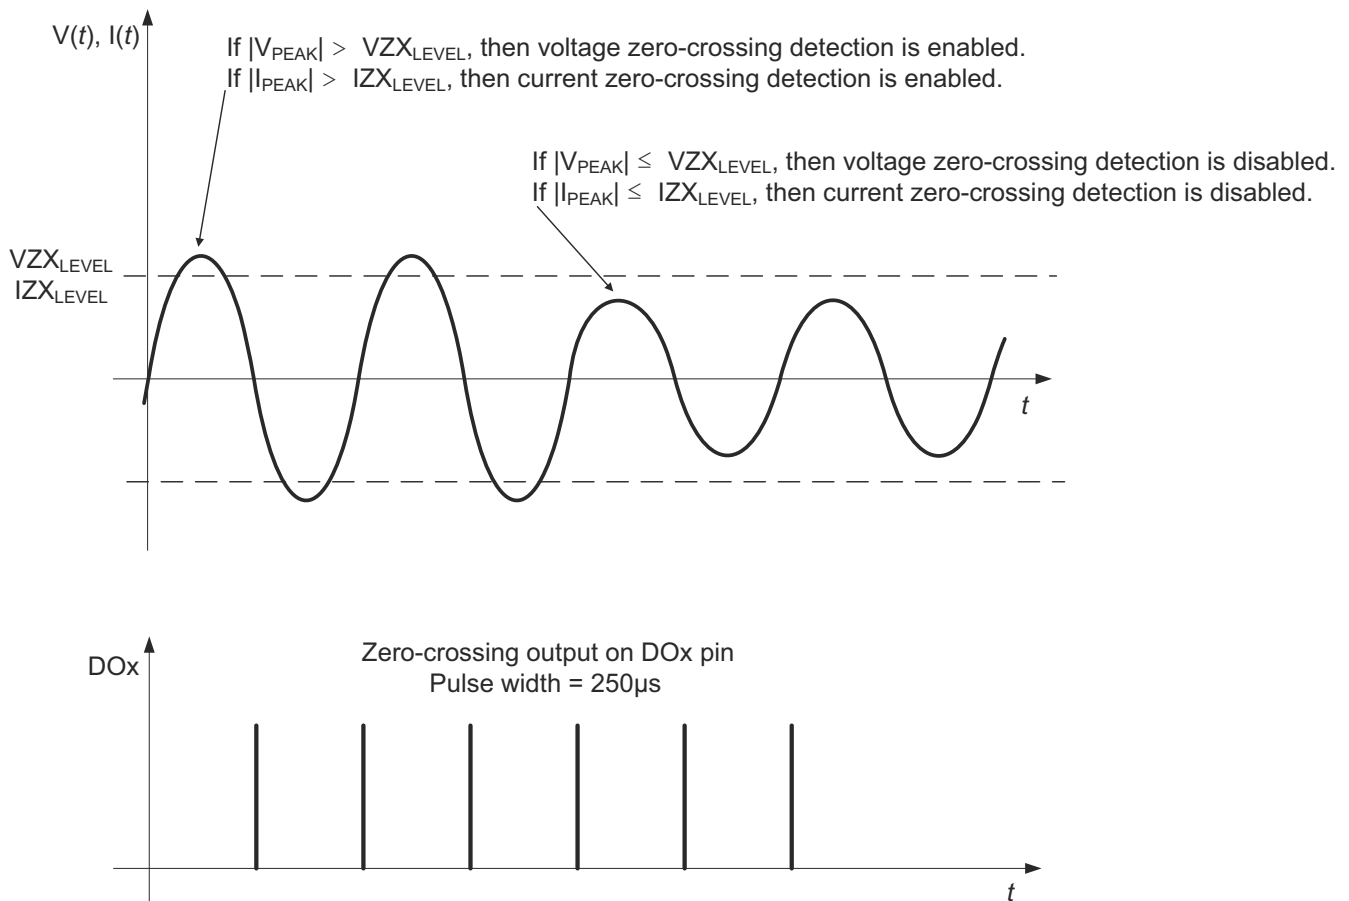 V(t), I(t)
If |VPEAK| > VZXLEVEL, then voltage zero-crossing detection is enabled.
If |IPEAK| > IZXLEVEL, then current zero-crossing detection is enabled.
If |VPEAK| ≤ VZXLEVEL, then voltage zero-crossing detection is disabled.
If |IPEAK| ≤ IZXLEVEL, then current zero-crossing detection is disabled.
VZXLEVEL
IZXLEVEL
t
DOx
Zero-crossing output on DOx pin
Pulse width = 250µs
t